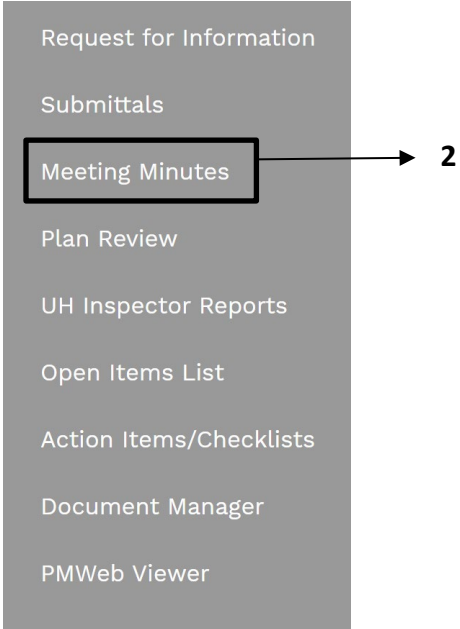 Request for Information
Submittals
Meeting Minutes
2
Plan Review
UH Inspector Reports
Open Items List
Action Items/Checklists
Document Manager
PMWeb Viewer